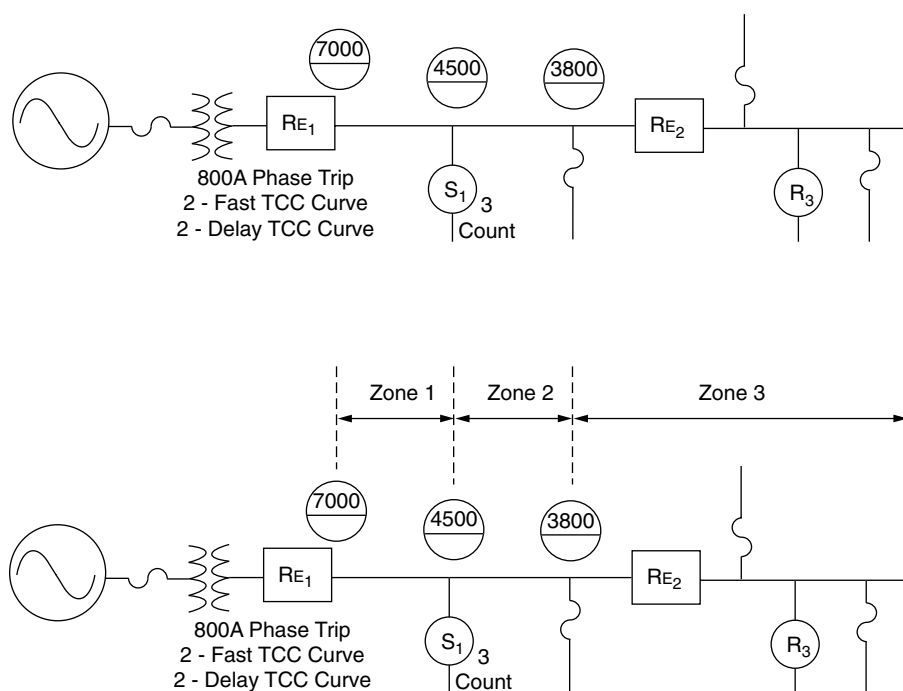 7000
4500
3800
RE1
RE2
S1
3
Count
R3
800A Phase Trip
2 - Fast TCC Curve
2 - Delay TCC Curve
Zone 1
Zone 2
Zone 3
7000
4500
3800
RE1
RE2
S1
3
Count
R3
800A Phase Trip
2 - Fast TCC Curve
2 - Delay TCC Curve